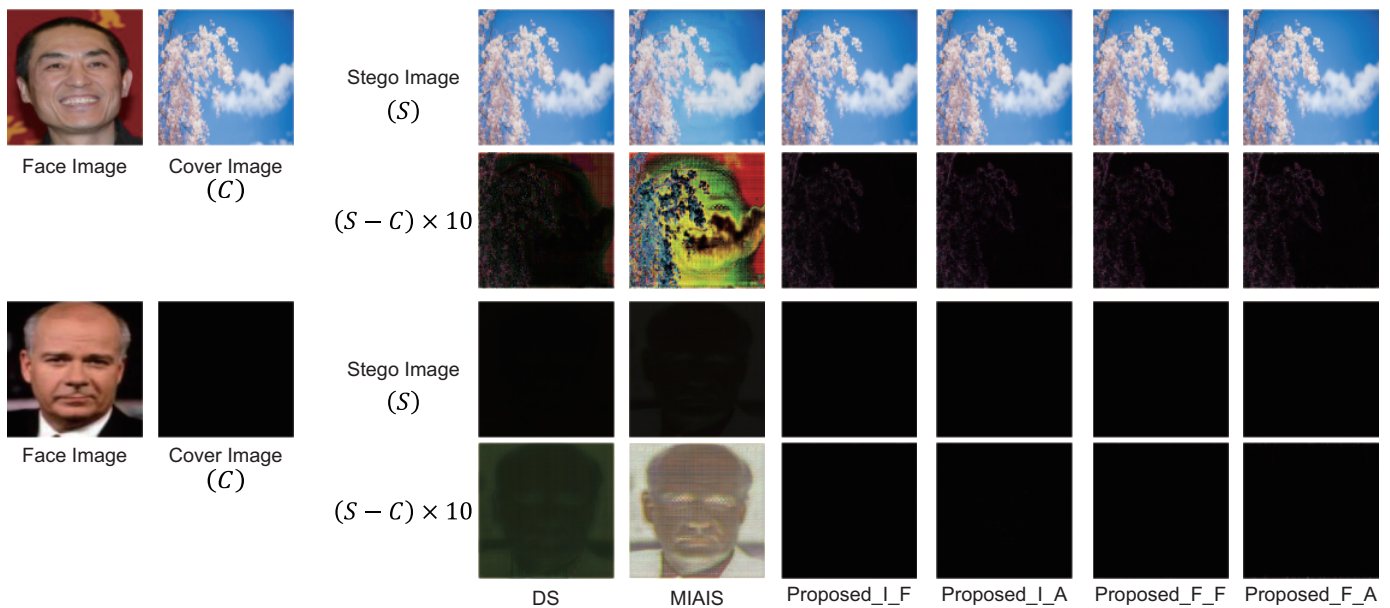 Face Image
Cover Image
(C)
Stego Image
(S)
(S − C) × 10
Face Image
Cover Image
(C)
Stego Image
(S)
(S − C) × 10
DS
MIAIS
Proposed_I_F
Proposed_I_A
Proposed_F_F
Proposed_F_A